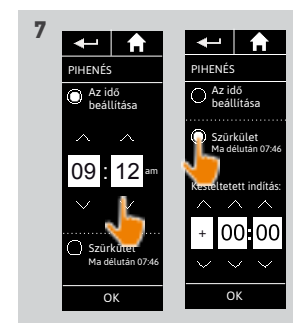 7
PIHENÉS
Az idő
beállítása
09 : 12 am
Szürkület
Ma délután 07:46
OK
PIHENÉS
Az idő
beállítása
Szürkület
Ma délután 07:46
Késleltetett indítás:
+ 00:00
OK